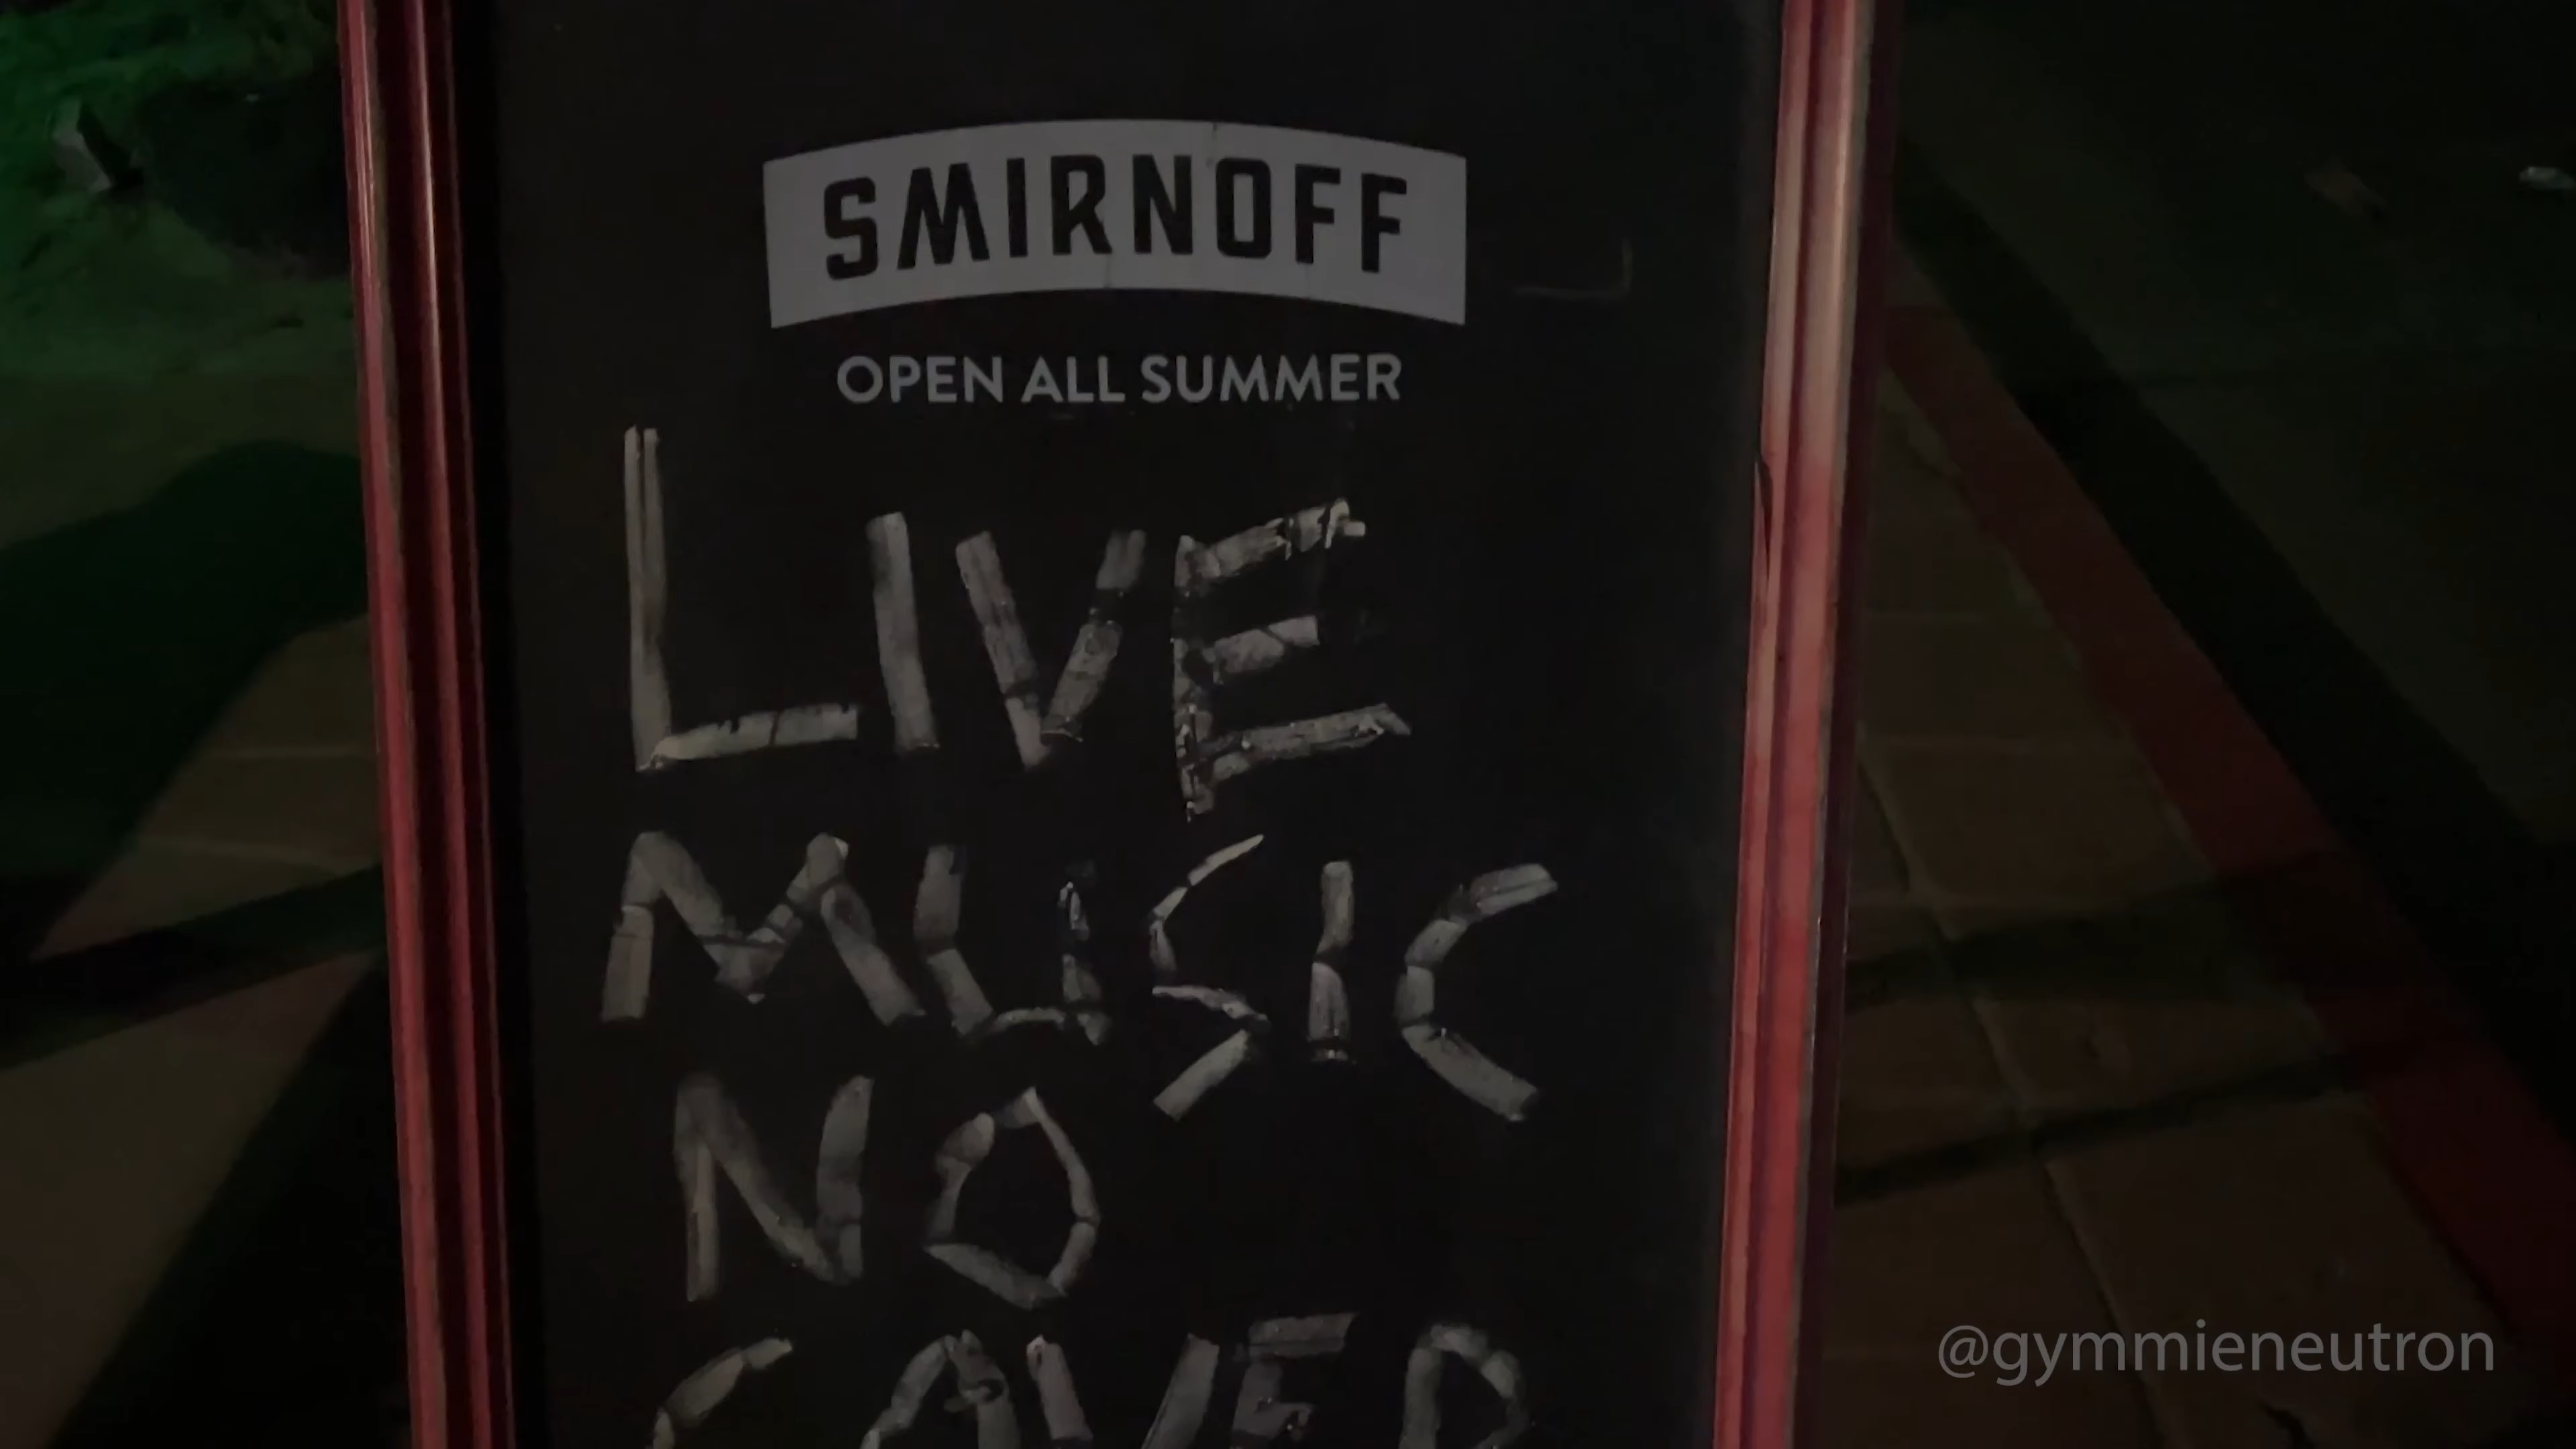 SMIRNOFF
OPEN ALL SUMMER
LIVE
MUSIC
NO
COVER
@gymmieneutron